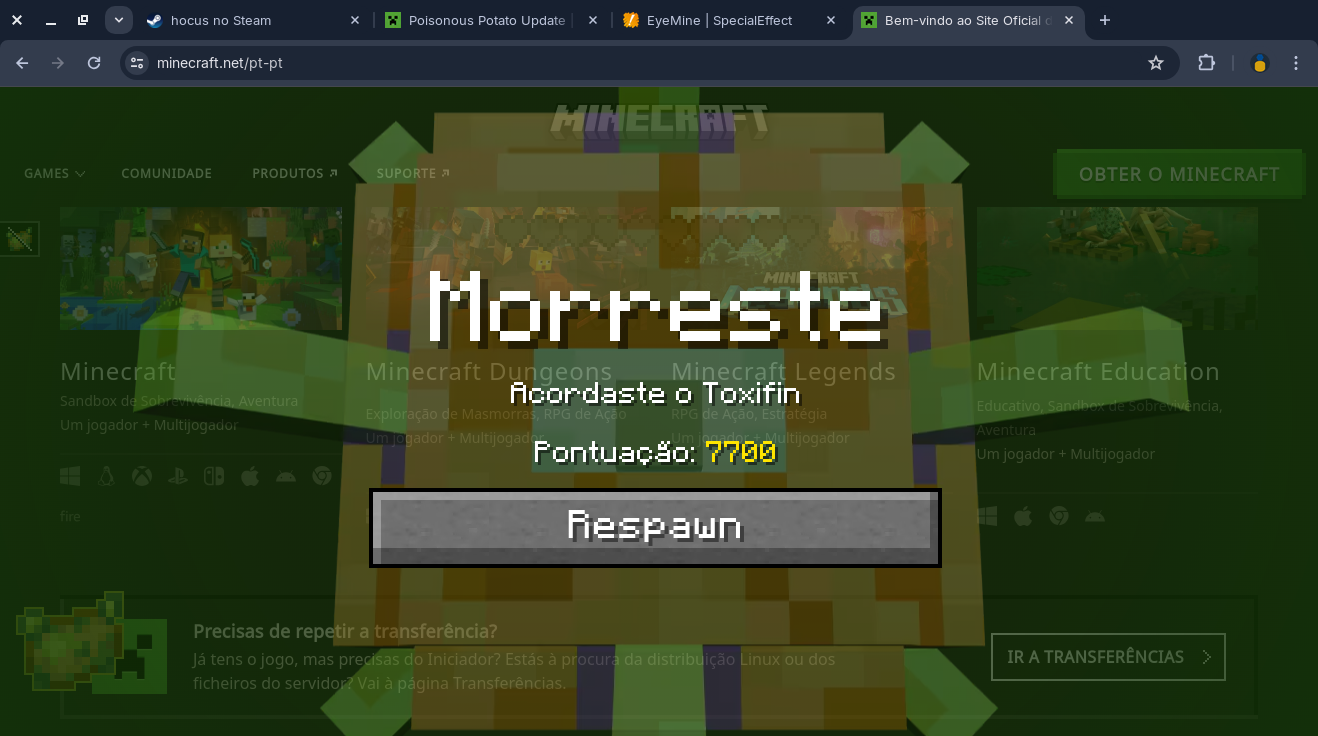 hocus no Steam
Poisonous Potato Update
EyeMine | SpecialEffect
Bem-vindo ao Site Oficial d
minecraft.net/pt-pt
MINECRAFT
GAMES
COMUNIDADE
PRODUTOS
SUPORTE
OBTER O MINECRAFT
MINECRAFT
Morreste
Acordaste o Toxifin
Pontuação: 7700
Respawn
Minecraft
Sandbox de Sobrevivência, Aventura
Um jogador + Multijogador
fire
Minecraft Dungeons
Exploração de Masmorras, RPG de Ação
Um jogador + Multijogador
Minecraft Legends
RPG de Ação, Estratégia
Um jogador + Multijogador
Minecraft Education
Educativo, Sandbox de Sobrevivência,
Aventura
Um jogador + Multijogador
Precisas de repetir a transferência?
Já tens o jogo, mas precisas do Iniciador? Estás à procura da distribuição Linux ou dos
ficheiros do servidor? Vai à página Transferências.
IR A TRANSFERÊNCIAS